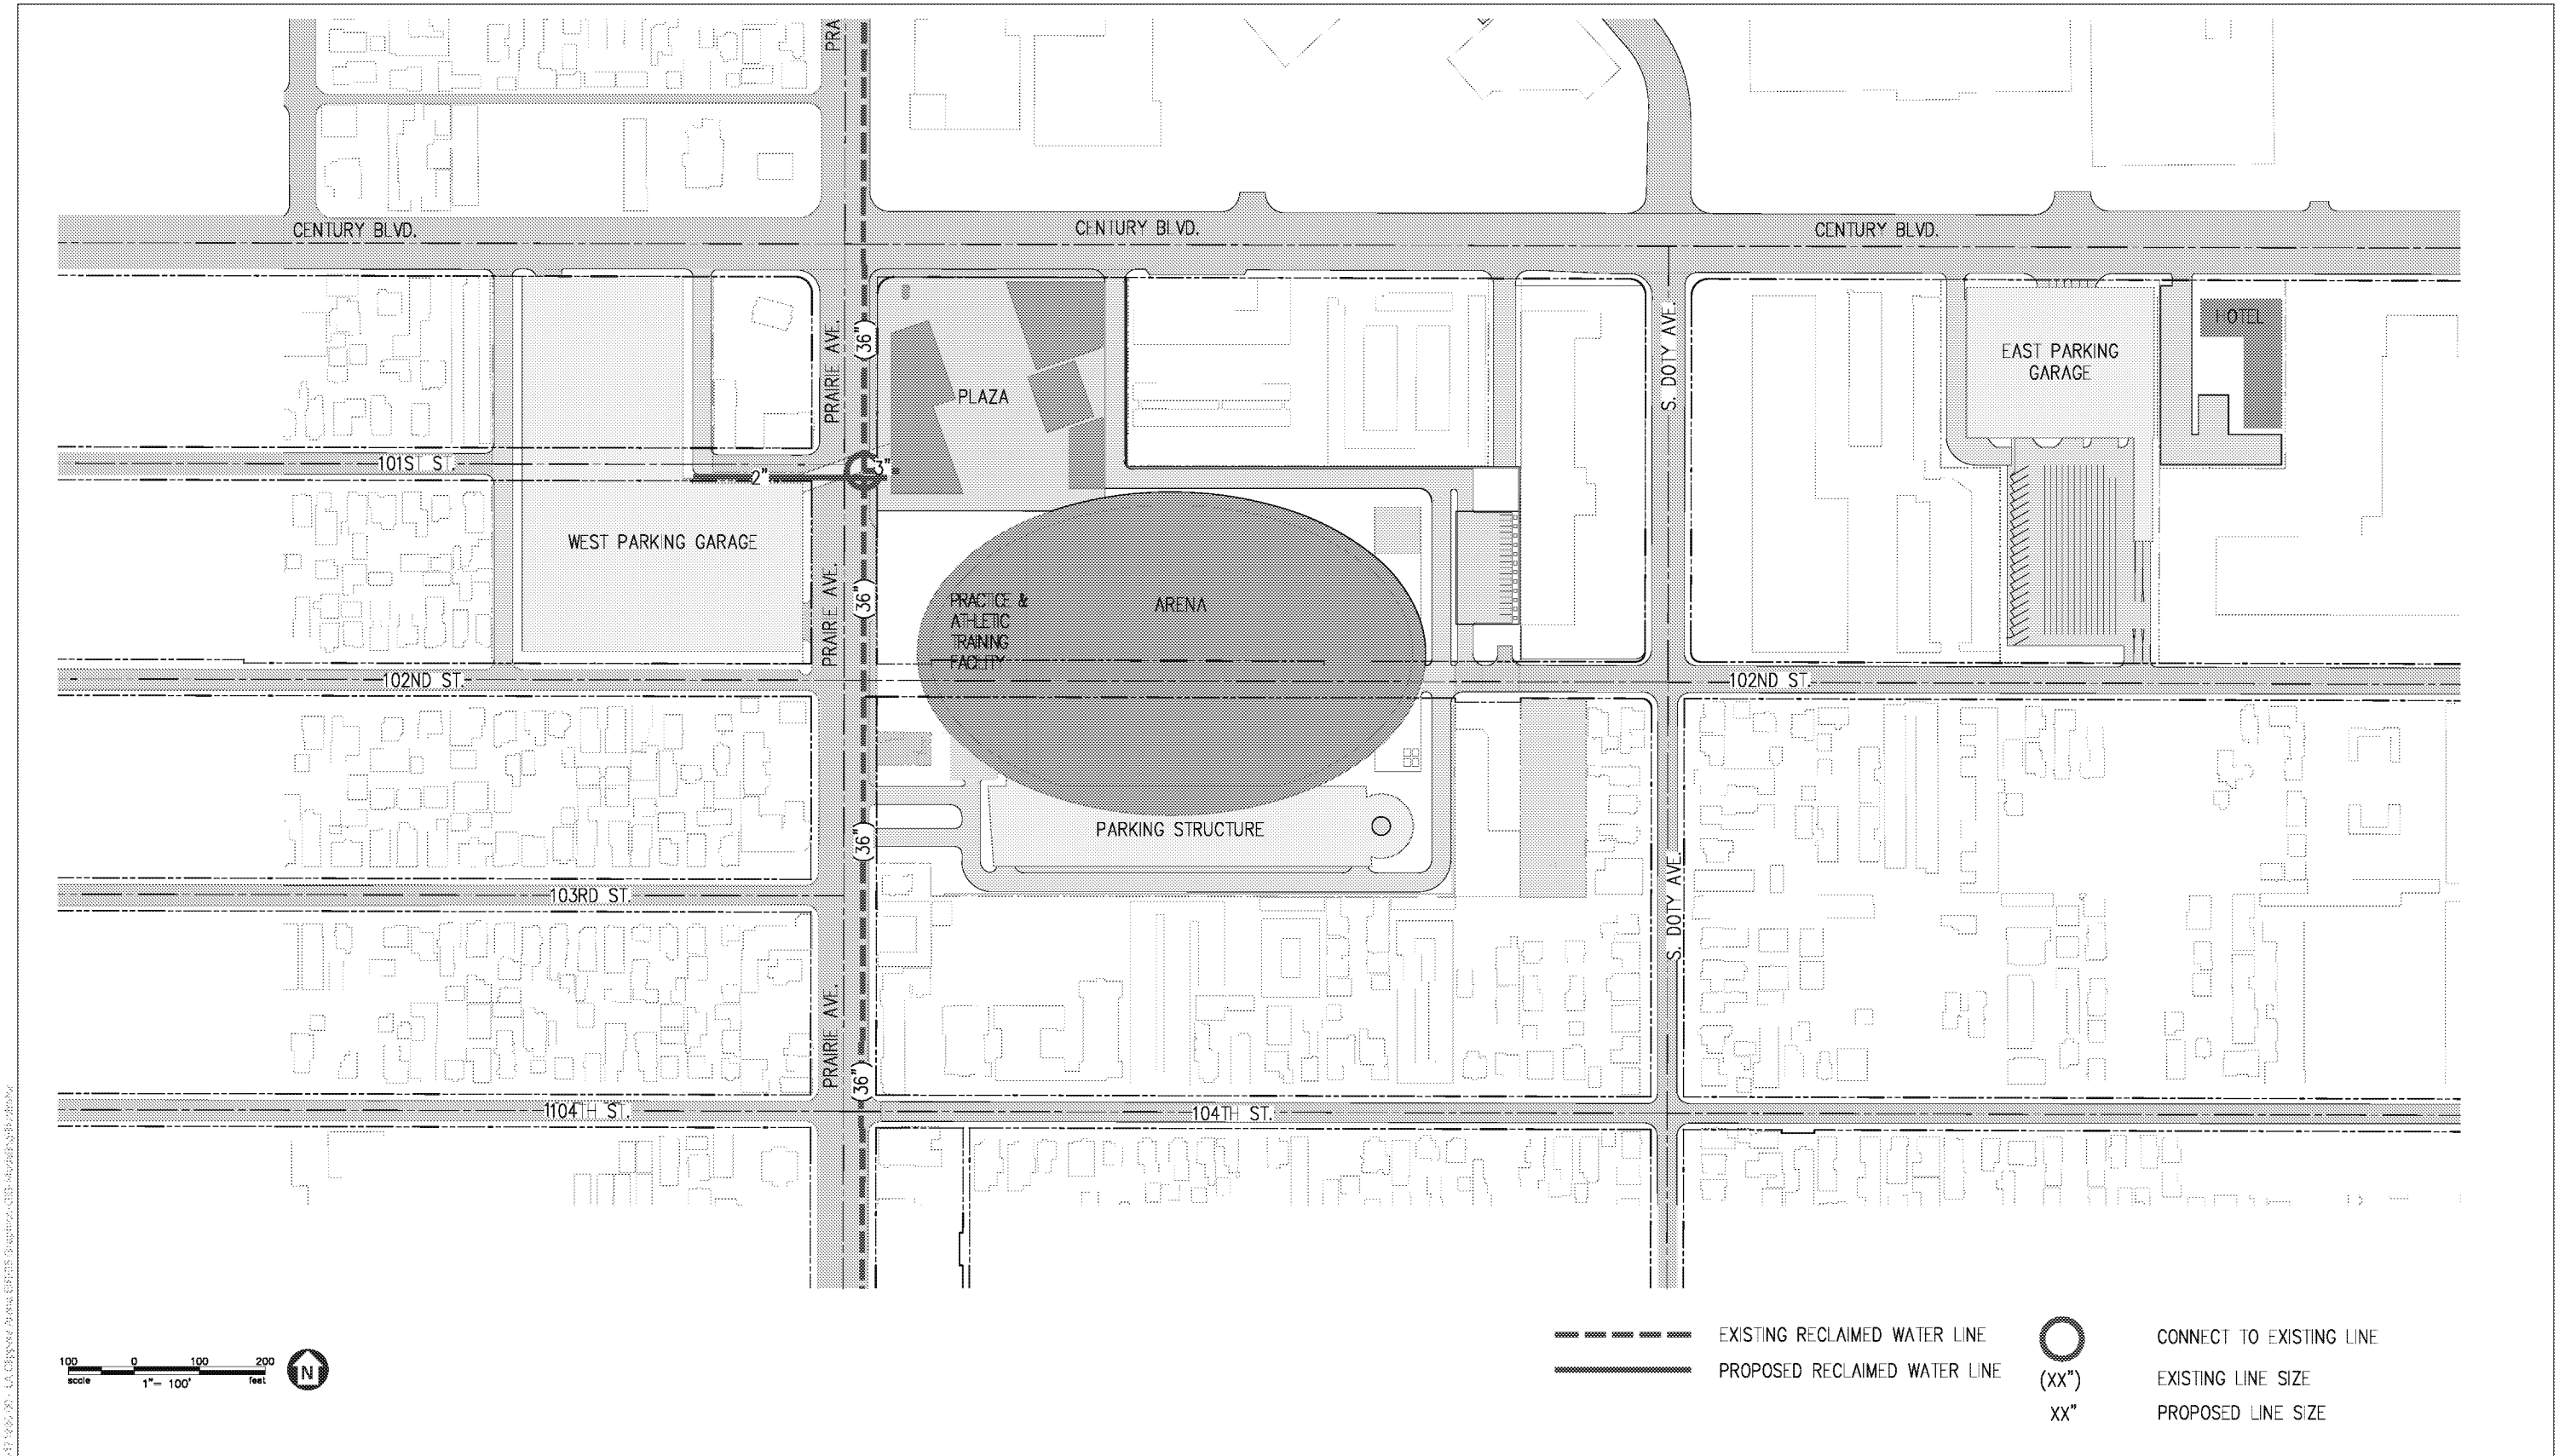 PRA
CENTURY BLVD.
CENTURY BLVD.
CENTURY BLVD.
PRAIRIE AVE.
(36")
PLAZA
S. DOTY AVE.
EAST PARKING
GARAGE
HOTEL
101ST ST.
2"
3"
WEST PARKING GARAGE
PRAIRIE AVE.
(36")
PRACTICE &
ATHLETIC
TRAINING
FACILITY
ARENA
102ND ST.
102ND ST.
(36")
PARKING STRUCTURE
103RD ST.
S. DOTY AVE.
PRAIRIE AVE.
(36")
1104TH ST.
104TH ST.
100 0 100 200
scale 1"= 100' feet
N
EXISTING RECLAIMED WATER LINE
PROPOSED RECLAIMED WATER LINE
CONNECT TO EXISTING LINE
(XX") EXISTING LINE SIZE
XX" PROPOSED LINE SIZE